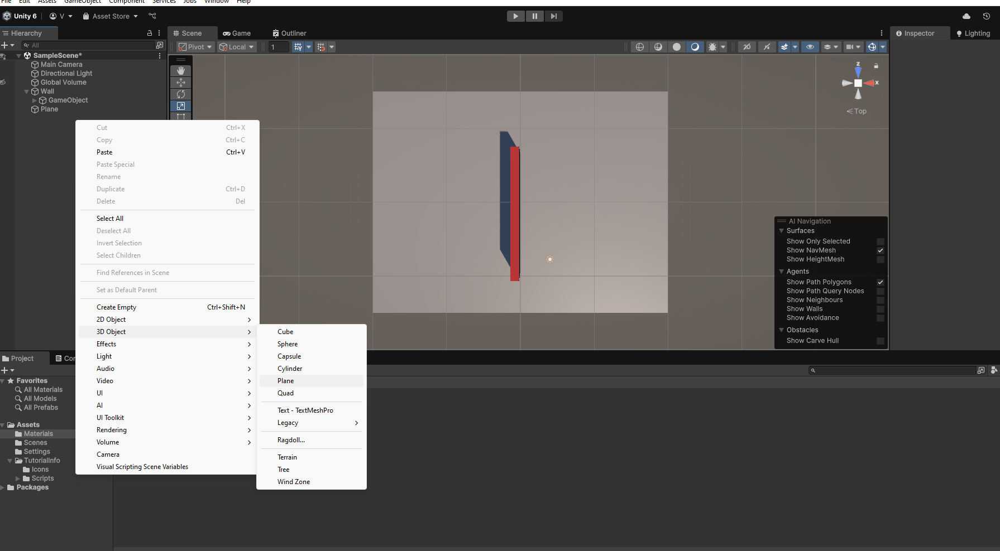 File Edit Assets GameObject Component Services Jobs Window Help
Unity 6 V Asset Store
Hierarchy
Scene Game Outliner
Inspector Lighting
All
Pivot Local 1
2D
SampleScene*
Main Camera
Directional Light
Global Volume
Wall
GameObject
Plane
z
x
Top
Cut Ctrl+X
Copy Ctrl+C
Paste Ctrl+V
Paste Special
Rename
Duplicate Ctrl+D
Delete Del
Select All
Deselect All
Invert Selection
Select Children
Find References in Scene
Set as Default Parent
Create Empty Ctrl+Shift+N
2D Object
3D Object
Effects
Light
Audio
Video
UI
AI
UI Toolkit
Rendering
Volume
Camera
Visual Scripting Scene Variables
Cube
Sphere
Capsule
Cylinder
Plane
Quad
Text - TextMeshPro
Legacy
Ragdoll...
Terrain
Tree
Wind Zone
AI Navigation
Surfaces
Show Only Selected
Show NavMesh
Show HeightMesh
Agents
Show Path Polygons
Show Path Query Nodes
Show Neighbours
Show Walls
Show Avoidance
Obstacles
Show Carve Hull
Project Con
Favorites
All Materials
All Models
All Prefabs
Assets
Materials
Scenes
Settings
TutorialInfo
Icons
Scripts
Packages